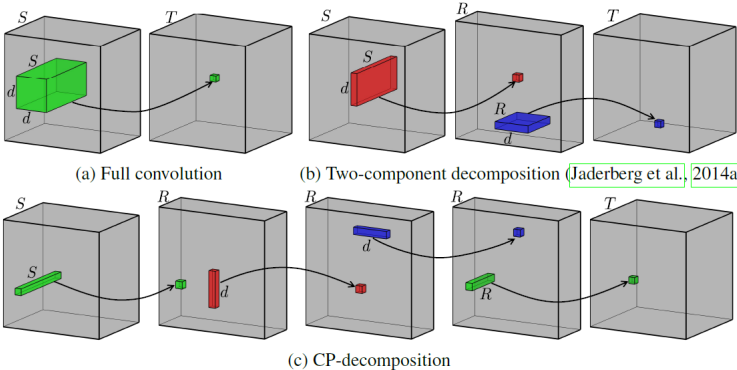 S T S R T
S S
d d
R
d d
(a) Full convolution (b) Two-component decomposition (Jaderberg et al., 2014a
S R R R T
S d d R
(c) CP-decomposition